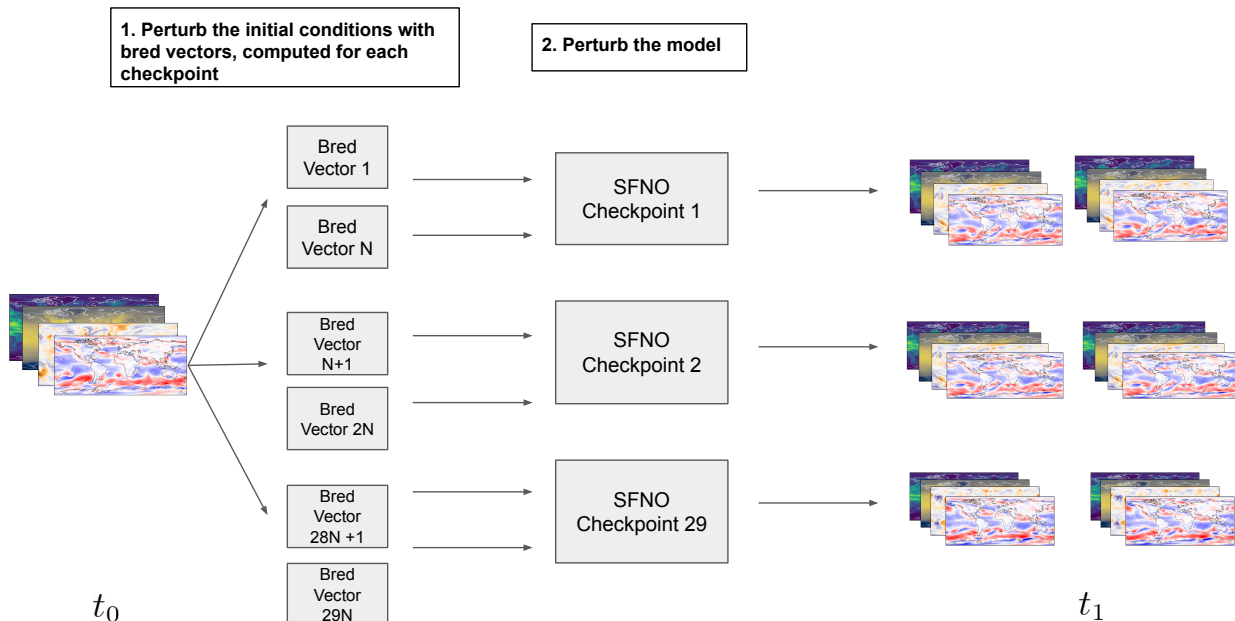 1. Perturb the initial conditions with
bred vectors, computed for each
checkpoint
2. Perturb the model
Bred
Vector 1
Bred
Vector N
SFNO
Checkpoint 1
Bred
Vector
N+1
Bred
Vector 2N
SFNO
Checkpoint 2
Bred
Vector
28N +1
Bred
Vector
29N
SFNO
Checkpoint 29
t₀
t₁